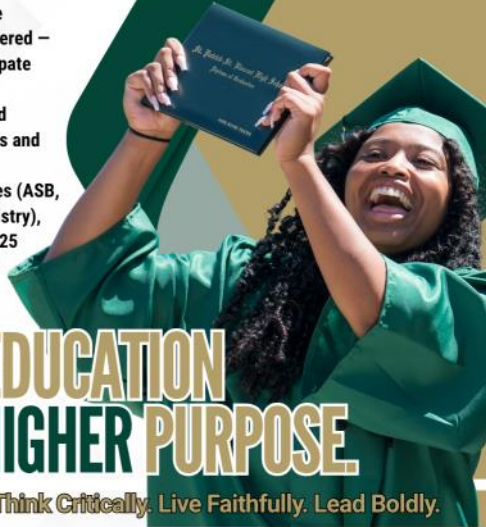 ered –
pate
d
s and
es (ASB,
stry),
25
St. Patrick-St. Vincent High School
Diploma of Graduation
EDUCATION
HIGHER PURPOSE.
Think Critically. Live Faithfully. Lead Boldly.